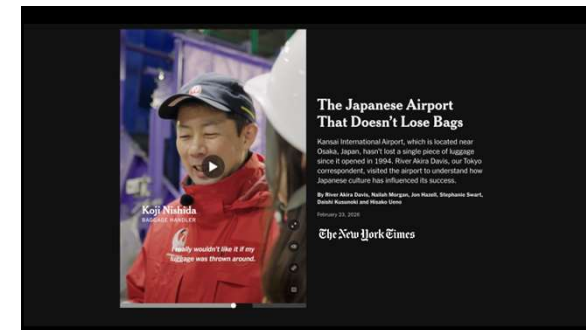 Koji Nishida
BAGGAGE HANDLER
I really wouldn't like it if my
luggage was thrown around.
The Japanese Airport
That Doesn't Lose Bags
Kansai International Airport, which is located near
Osaka, Japan, hasn't lost a single piece of luggage
since it opened in 1994. River Akira Davis, our Tokyo
correspondent, visited the airport to understand how
Japanese culture has influenced its success.
By River Akira Davis, Nailah Morgan, Jon Hazell, Stephanie Swart,
Daishi Kusunoki and Hisako Ueno
February 23, 2026
The New York Times